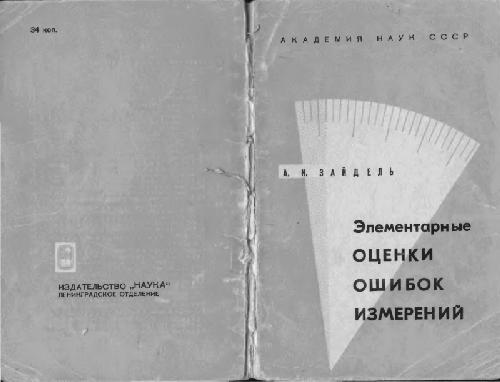 34 коп.
ИЗДАТЕЛЬСТВО „НАУКА“
ЛЕНИНГРАДСКОЕ ОТДЕЛЕНИЕ
АКАДЕМИЯ НАУК СССР
А. Н. ЗАЙДЕЛЬ
Элементарные
ОЦЕНКИ
ОШИБОК
ИЗМЕРЕНИЙ